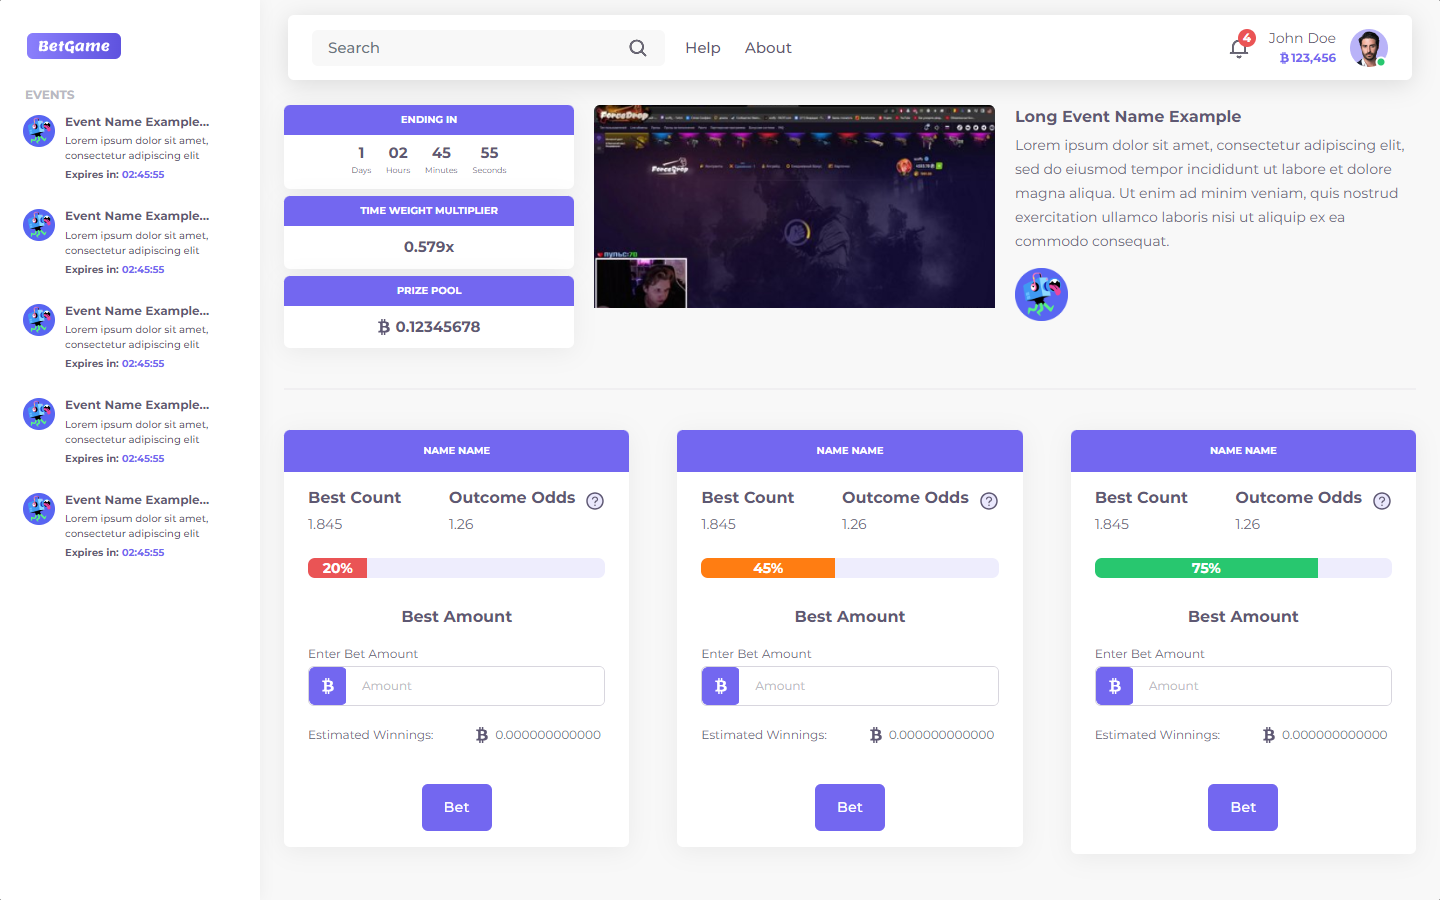 BetGame
Search
Help
About
4
John Doe
₿ 123,456
EVENTS
Event Name Example...
Lorem ipsum dolor sit amet,
consectetur adipiscing elit
Expires in: 02:45:55
Event Name Example...
Lorem ipsum dolor sit amet,
consectetur adipiscing elit
Expires in: 02:45:55
Event Name Example...
Lorem ipsum dolor sit amet,
consectetur adipiscing elit
Expires in: 02:45:55
Event Name Example...
Lorem ipsum dolor sit amet,
consectetur adipiscing elit
Expires in: 02:45:55
Event Name Example...
Lorem ipsum dolor sit amet,
consectetur adipiscing elit
Expires in: 02:45:55
ENDING IN
1 02 45 55
Days Hours Minutes Seconds
TIME WEIGHT MULTIPLIER
0.579x
PRIZE POOL
₿ 0.12345678
ForceDrop
ForceDrop
Long Event Name Example
Lorem ipsum dolor sit amet, consectetur adipiscing elit,
sed do eiusmod tempor incididunt ut labore et dolore
magna aliqua. Ut enim ad minim veniam, quis nostrud
exercitation ullamco laboris nisi ut aliquip ex ea
commodo consequat.
NAME NAME
Best Count Outcome Odds ?
1.845 1.26
20%
Best Amount
Enter Bet Amount
₿ Amount
Estimated Winnings: ₿ 0.000000000000
Bet
NAME NAME
Best Count Outcome Odds ?
1.845 1.26
45%
Best Amount
Enter Bet Amount
₿ Amount
Estimated Winnings: ₿ 0.000000000000
Bet
NAME NAME
Best Count Outcome Odds ?
1.845 1.26
75%
Best Amount
Enter Bet Amount
₿ Amount
Estimated Winnings: ₿ 0.000000000000
Bet